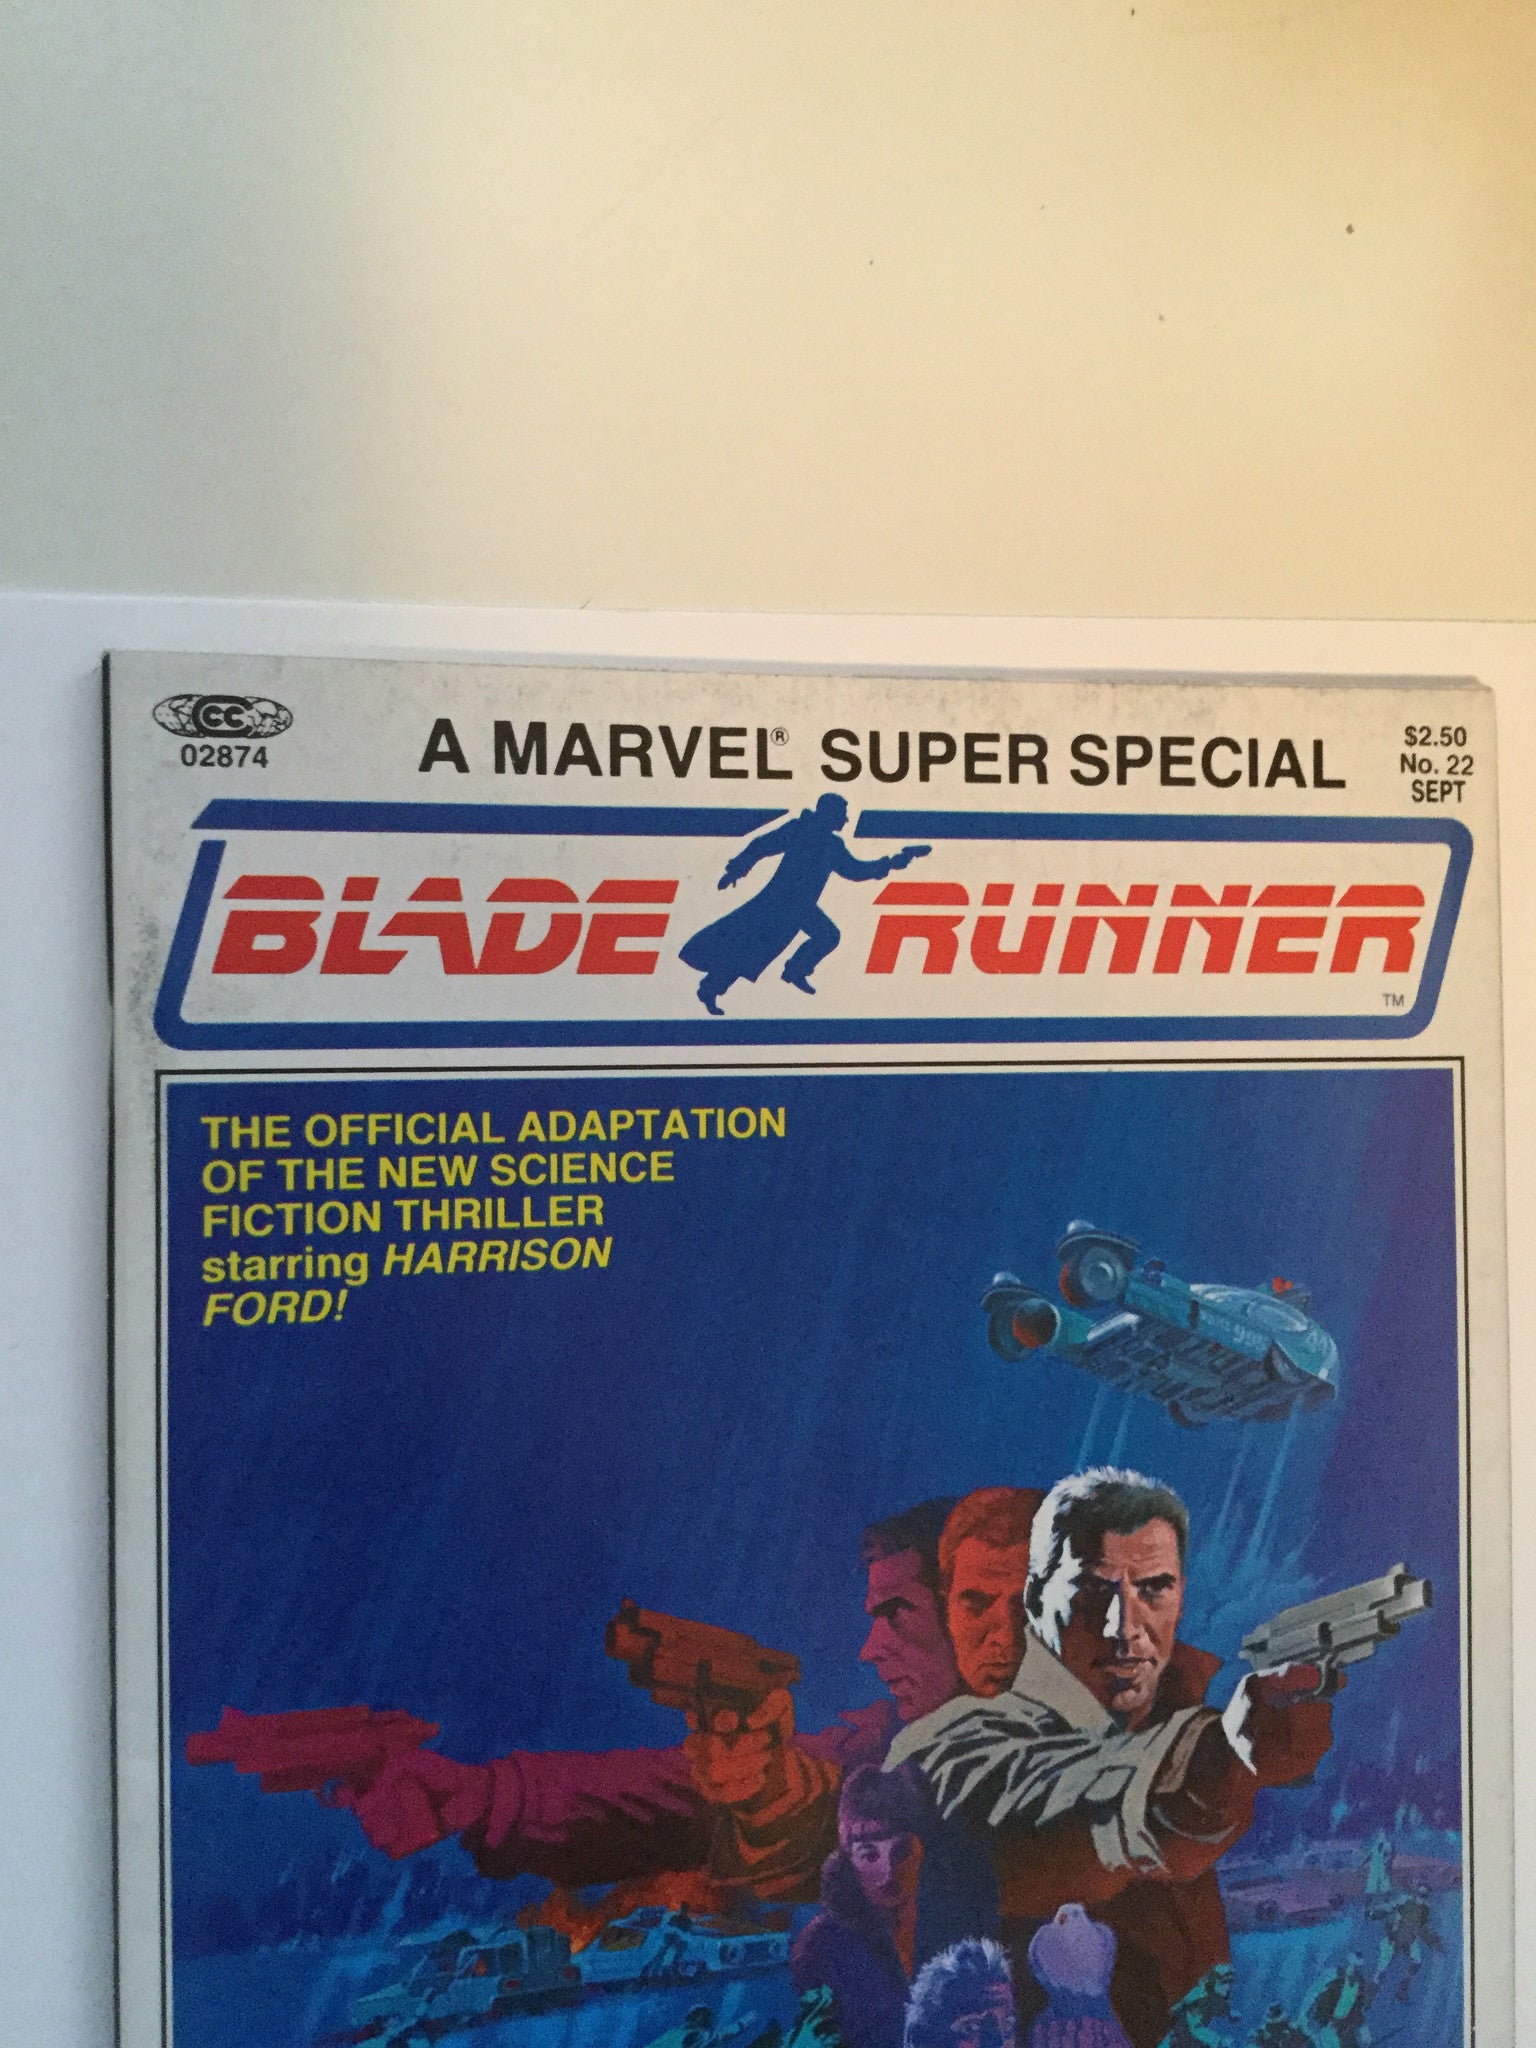 CC
02874
A MARVEL® SUPER SPECIAL
$2.50
No. 22
SEPT
BLADE RUNNER
TM
THE OFFICIAL ADAPTATION
OF THE NEW SCIENCE
FICTION THRILLER
starring HARRISON
FORD!